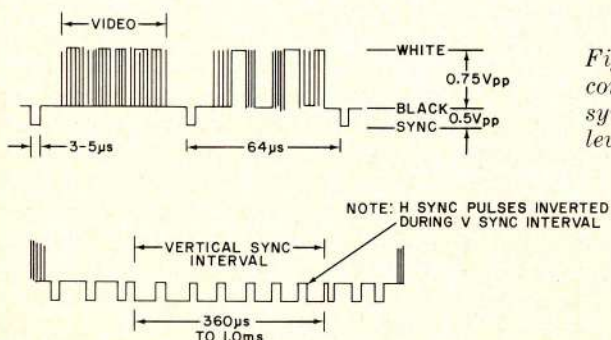 VIDEO
WHITE
0.75Vpp
BLACK
0.5Vpp
SYNC
3-5µs
64µs
NOTE: H SYNC PULSES INVERTED
DURING V SYNC INTERVAL
VERTICAL SYNC
INTERVAL
360µs
TO 1.0ms